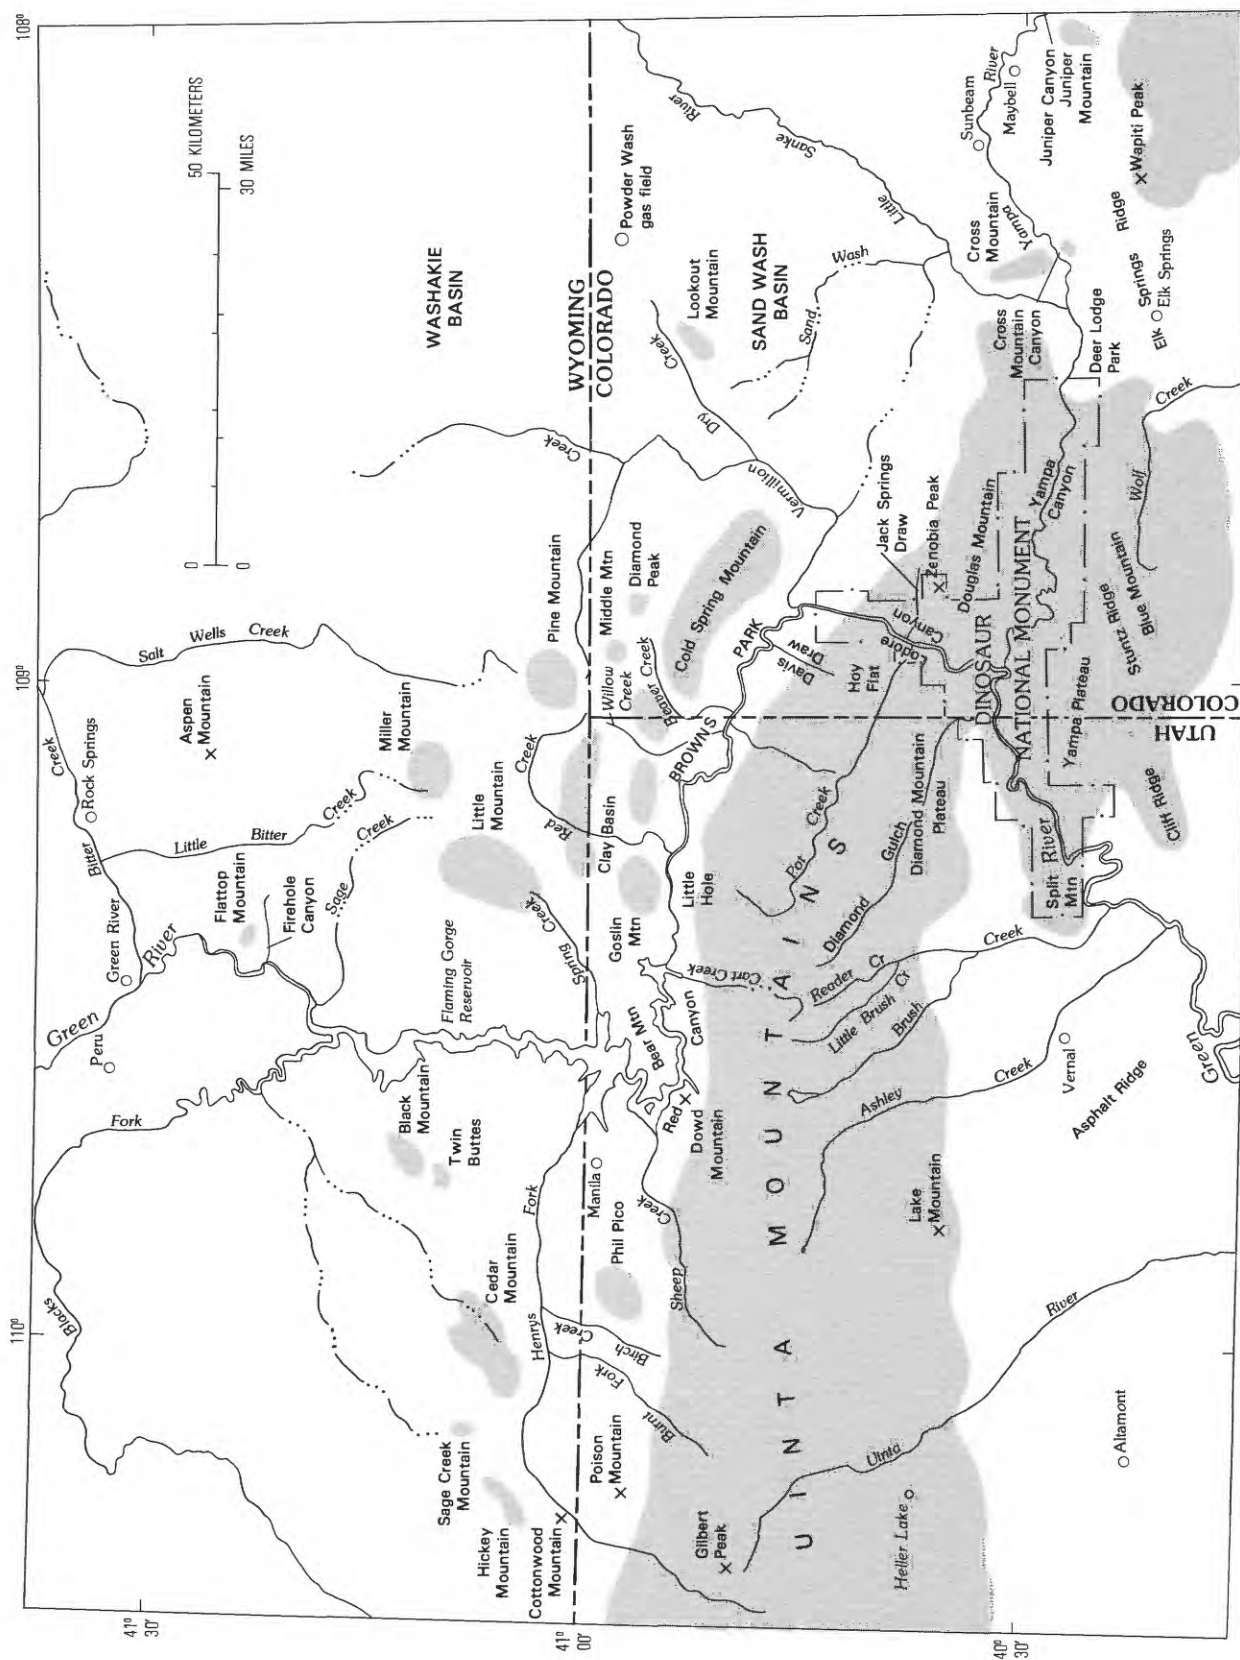 108°
109°
110°
41°
30'
41°
00'
40°
30'
0
50 KILOMETERS
0
30 MILES
WASHAKIE
BASIN
WYOMING
COLORADO
Powder Wash
gas field
Lookout
Mountain
SAND WASH
BASIN
Sand
Wash
Little
Sanke
River
Sunbeam
Maybell
River
Yampa
Juniper Canyon
Juniper
Mountain
Cross
Mountain
Cross
Mountain
Canyon
Deer Lodge
Park
Wapiti Peak
Elk Springs Ridge
Elk Springs
Wolf
Creek
Dry
Creek
Vermillion
Creek
Jack Springs
Draw
Zenobia Peak
Douglas Mountain
Yampa
Canyon
DINOSAUR
NATIONAL MONUMENT
Stuntz Ridge
Blue Mountain
Yampa Plateau
UTAH
COLORADO
Cliff Ridge
Split
Mtn
River
Lodore
Canyon
Hoy
Flat
Davis
Draw
BROWNS
PARK
Cold Spring Mountain
Diamond
Peak
Middle Mtn
Pine Mountain
Willow
Creek
Beaver Creek
Salt
Wells
Creek
Aspen
Mountain
Miller
Mountain
Little
Mountain
Red
Creek
Clay Basin
Goslin
Mtn
Little
Hole
Pot
Creek
Diamond
Gulch
Diamond Mountain
Plateau
Rock Springs
Bitter
Creek
Little
Bitter
Creek
Sage
Creek
Flattop
Mountain
Firehole
Canyon
Green River
Green
River
Peru
Flaming Gorge
Reservoir
Spring
Creek
Bear Mtn
Red
Canyon
Cart Creek
Dowd
Mountain
Reader
Cr
Creek
Little Brush Cr
Brush
Ashley
Creek
Vernal
Asphalt Ridge
Green
Fork
Blacks
Black
Mountain
Twin
Buttes
Cedar
Mountain
Henrys
Fork
Manila
Phil Pico
Sheep
Creek
Birch
Creek
Burnt
Fork
Sage Creek
Mountain
Hickey
Mountain
Cottonwood
Mountain
Poison
Mountain
Gilbert
Peak
UINTA MOUNTAINS
Lake
Mountain
Uinta
River
Heller Lake
Altamont